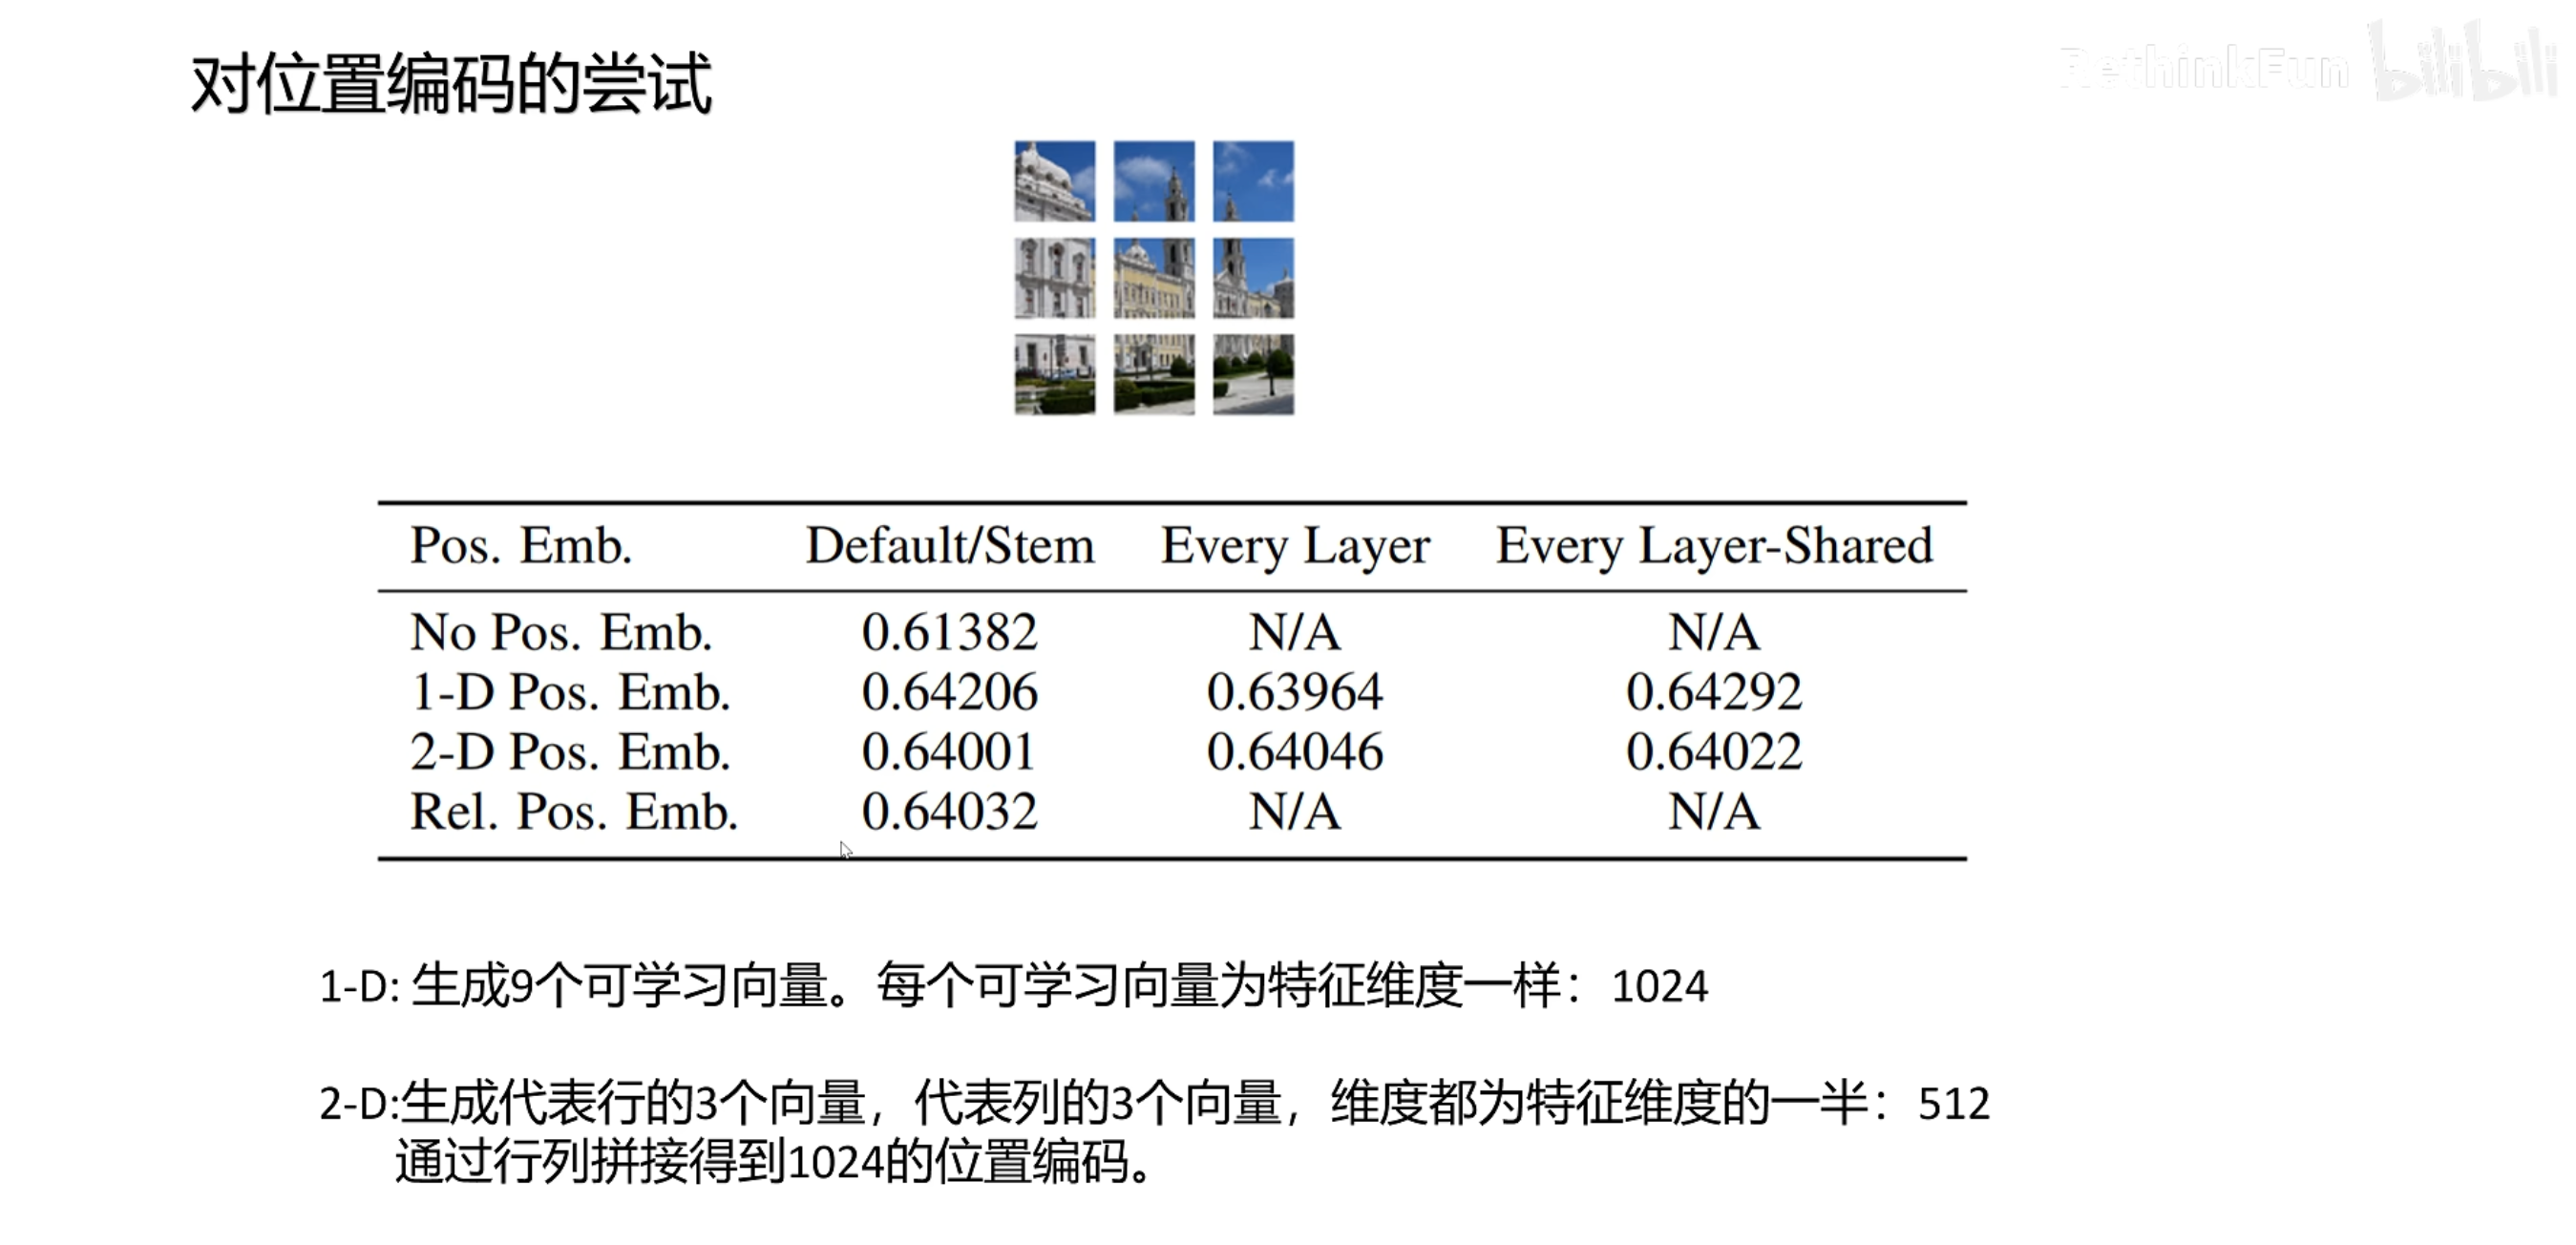 对位置编码的尝试
RethinkFun bilibili
Pos. Emb. Default/Stem Every Layer Every Layer-Shared
No Pos. Emb. 0.61382 N/A N/A
1-D Pos. Emb. 0.64206 0.63964 0.64292
2-D Pos. Emb. 0.64001 0.64046 0.64022
Rel. Pos. Emb. 0.64032 N/A N/A
1-D: 生成9个可学习向量。每个可学习向量为特征维度一样：1024
2-D:生成代表行的3个向量，代表列的3个向量，维度都为特征维度的一半：512
通过行列拼接得到1024的位置编码。